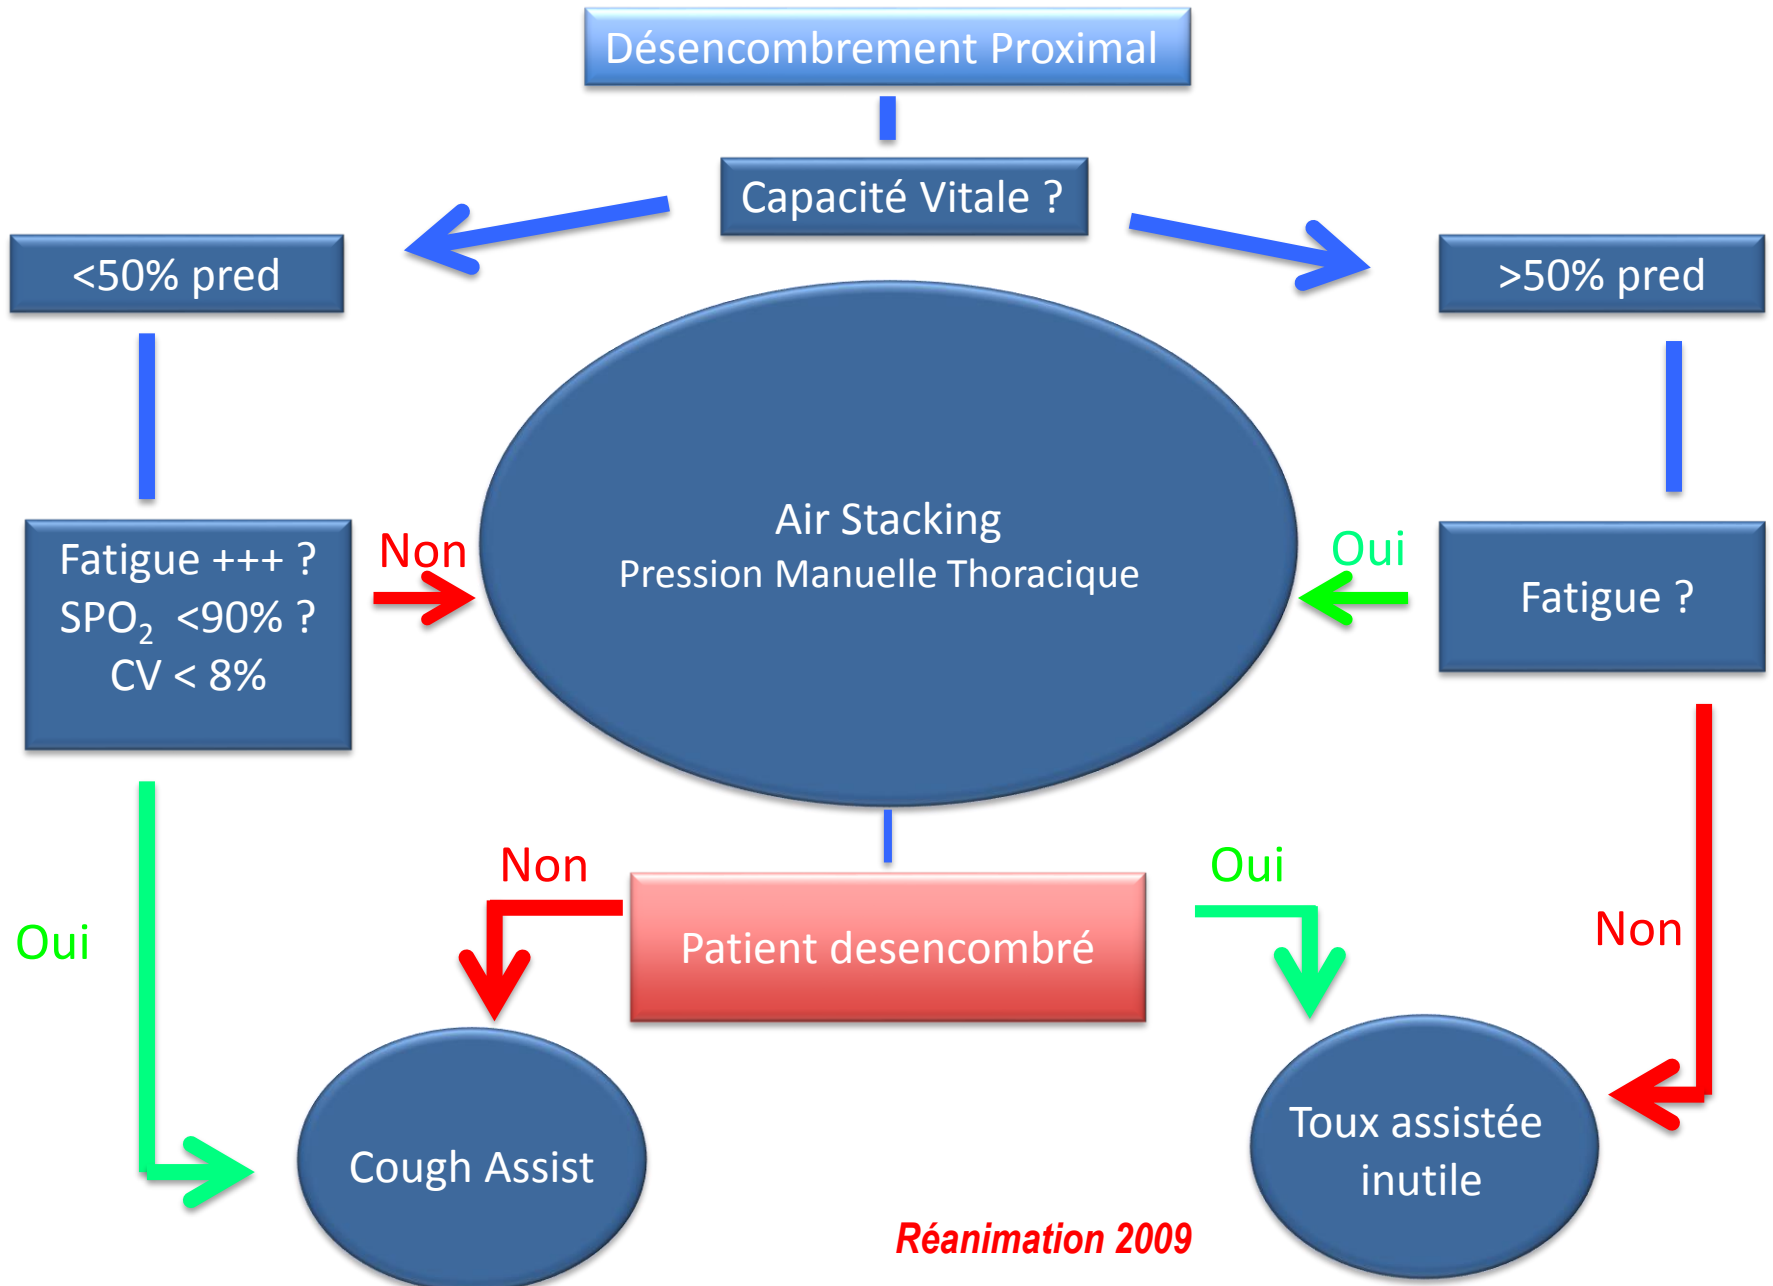 Désencombrement Proximal
Capacité Vitale ?
<50% pred
>50% pred
Air Stacking
Pression Manuelle Thoracique
Fatigue +++ ?
SPO₂ <90% ?
CV < 8%
Non
Oui
Fatigue ?
Non
Oui
Patient desencombré
Oui
Non
Cough Assist
Toux assistée
inutile
Réanimation 2009